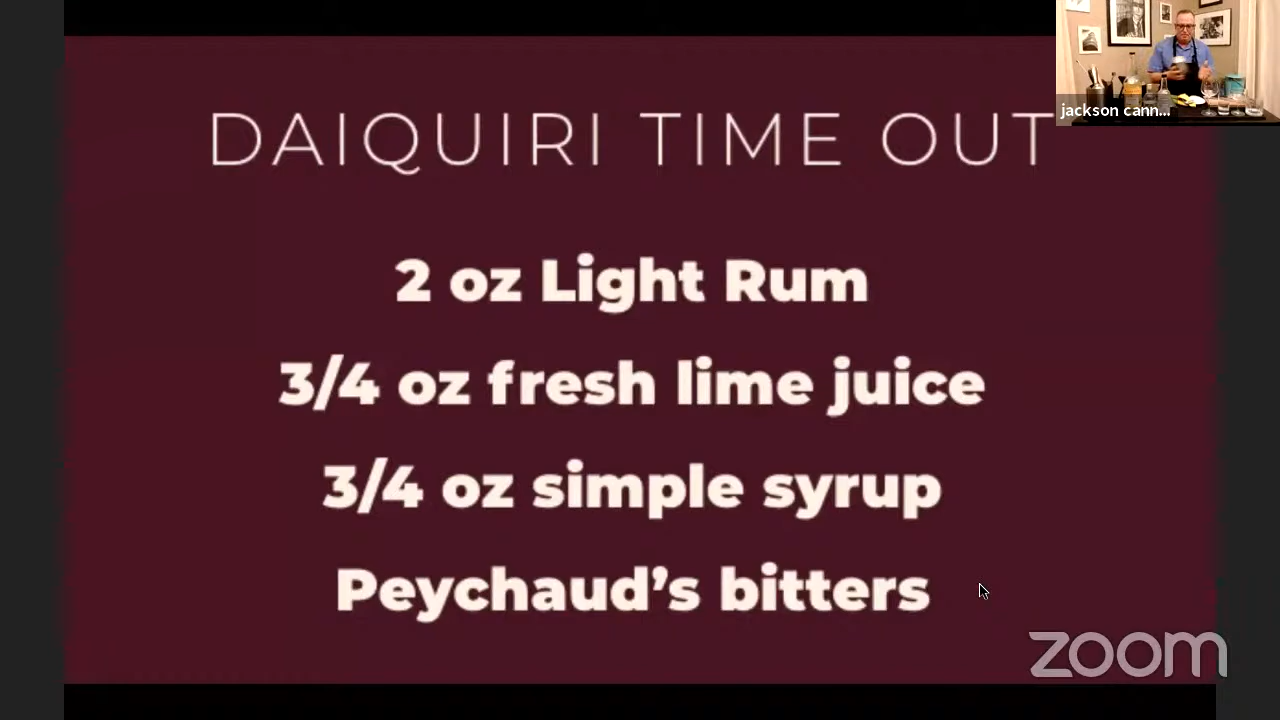 DAIQUIRI TIME OUT
2 oz Light Rum
3/4 oz fresh lime juice
3/4 oz simple syrup
Peychaud’s bitters
jackson cann...
zoom